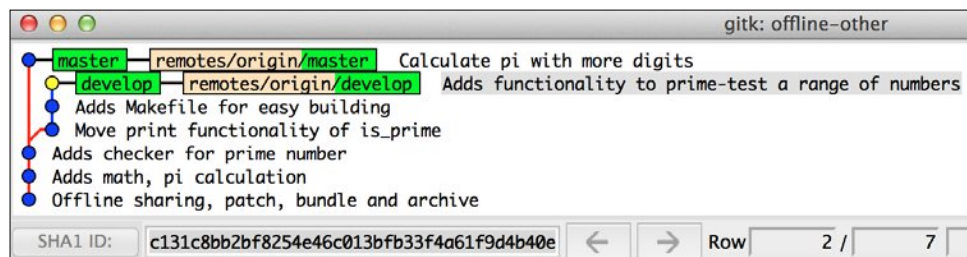 gitk: offline-other
master remotes/origin/master Calculate pi with more digits
develop remotes/origin/develop Adds functionality to prime-test a range of numbers
Adds Makefile for easy building
Move print functionality of is_prime
Adds checker for prime number
Adds math, pi calculation
Offline sharing, patch, bundle and archive
SHA1 ID: c131c8bb2bf8254e46c013bfb33f4a61f9d4b40e ← → Row 2 / 7